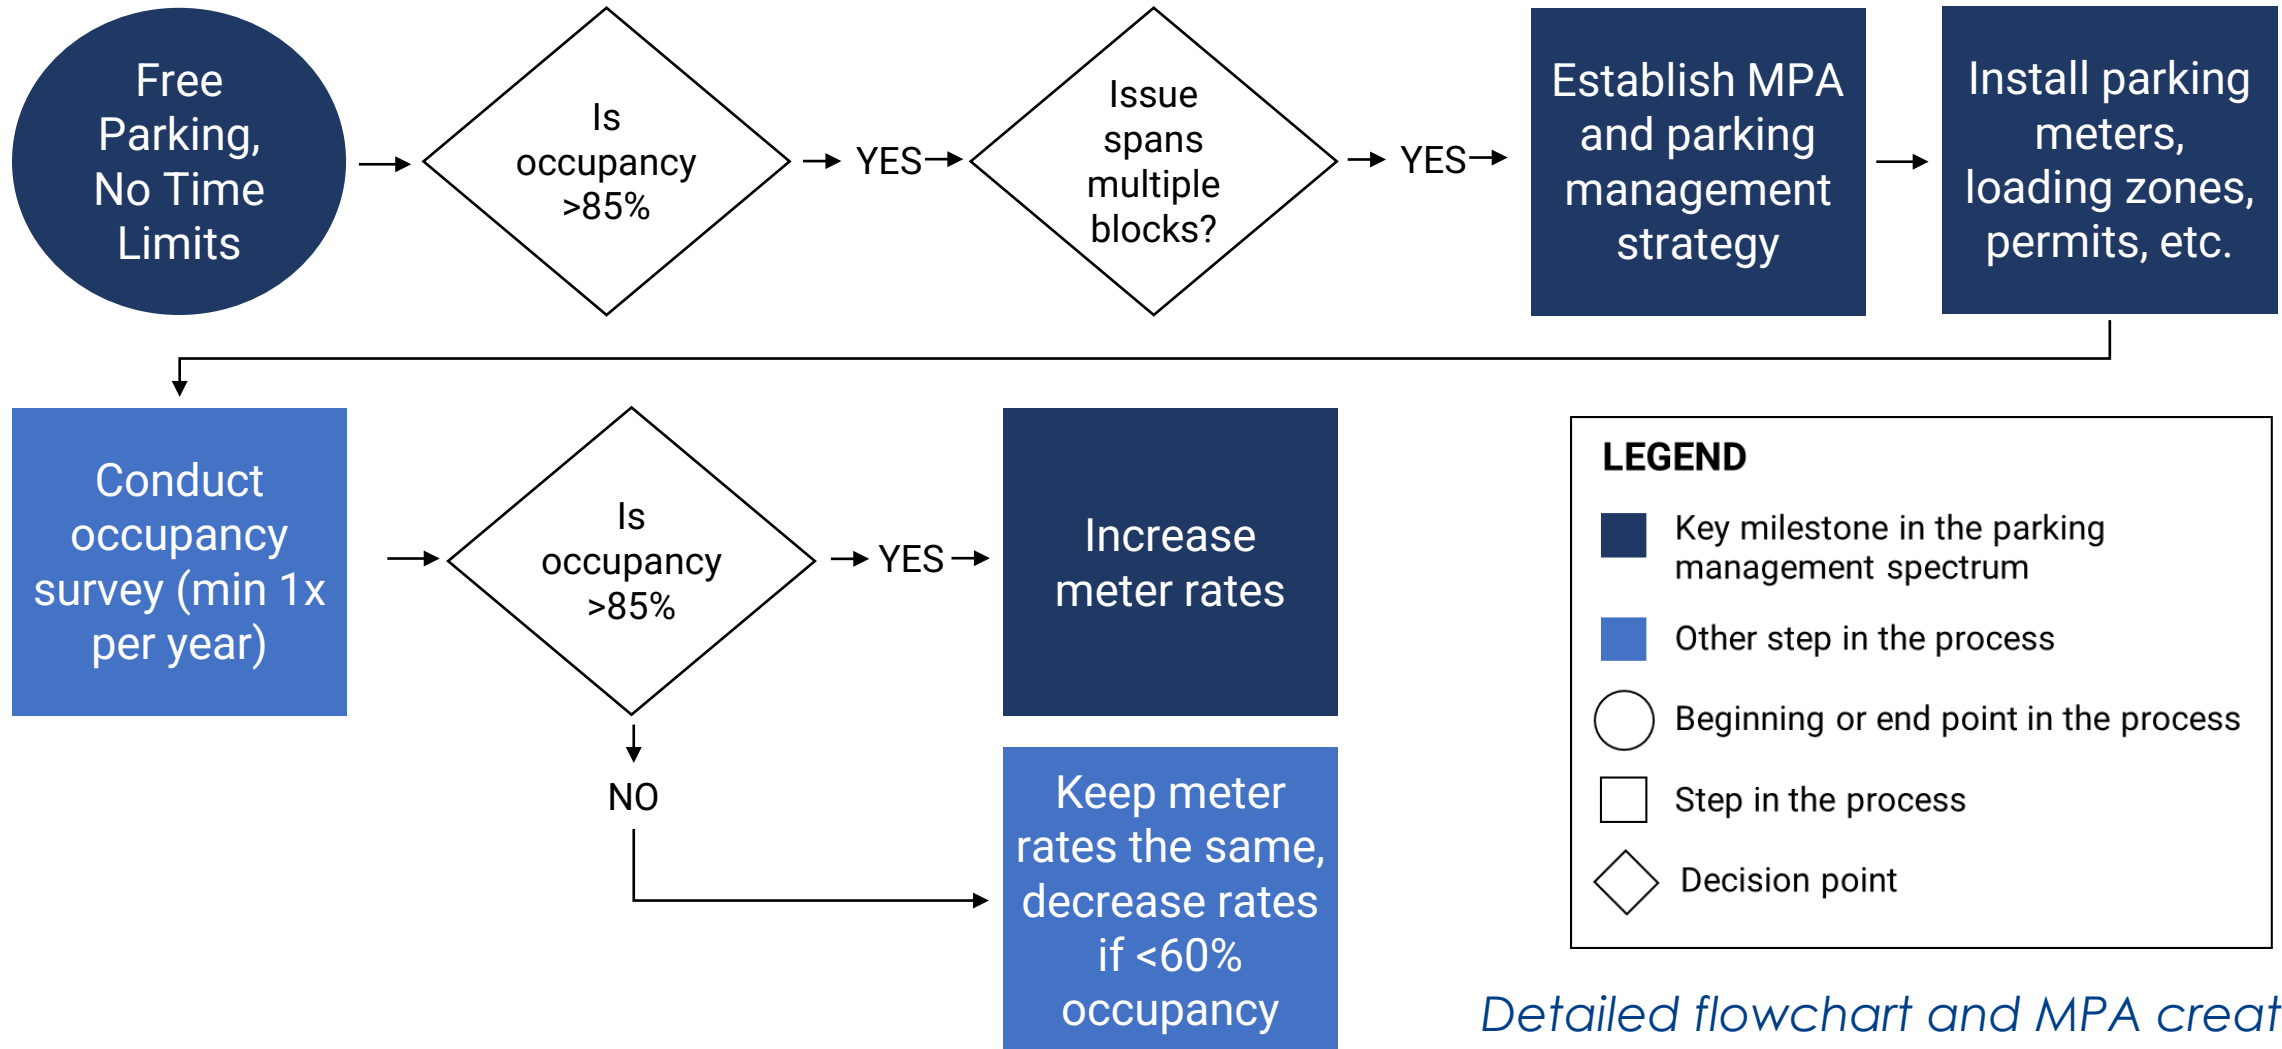 Free
Parking,
No Time
Limits
Is
occupancy
>85%
YES
Issue
spans
multiple
blocks?
YES
Establish MPA
and parking
management
strategy
Install parking
meters,
loading zones,
permits, etc.
Conduct
occupancy
survey (min 1x
per year)
Is
occupancy
>85%
YES
Increase
meter rates
NO
Keep meter
rates the same,
decrease rates
if <60%
occupancy
LEGEND
Key milestone in the parking
management spectrum
Other step in the process
Beginning or end point in the process
Step in the process
Decision point
Detailed flowchart and MPA creat